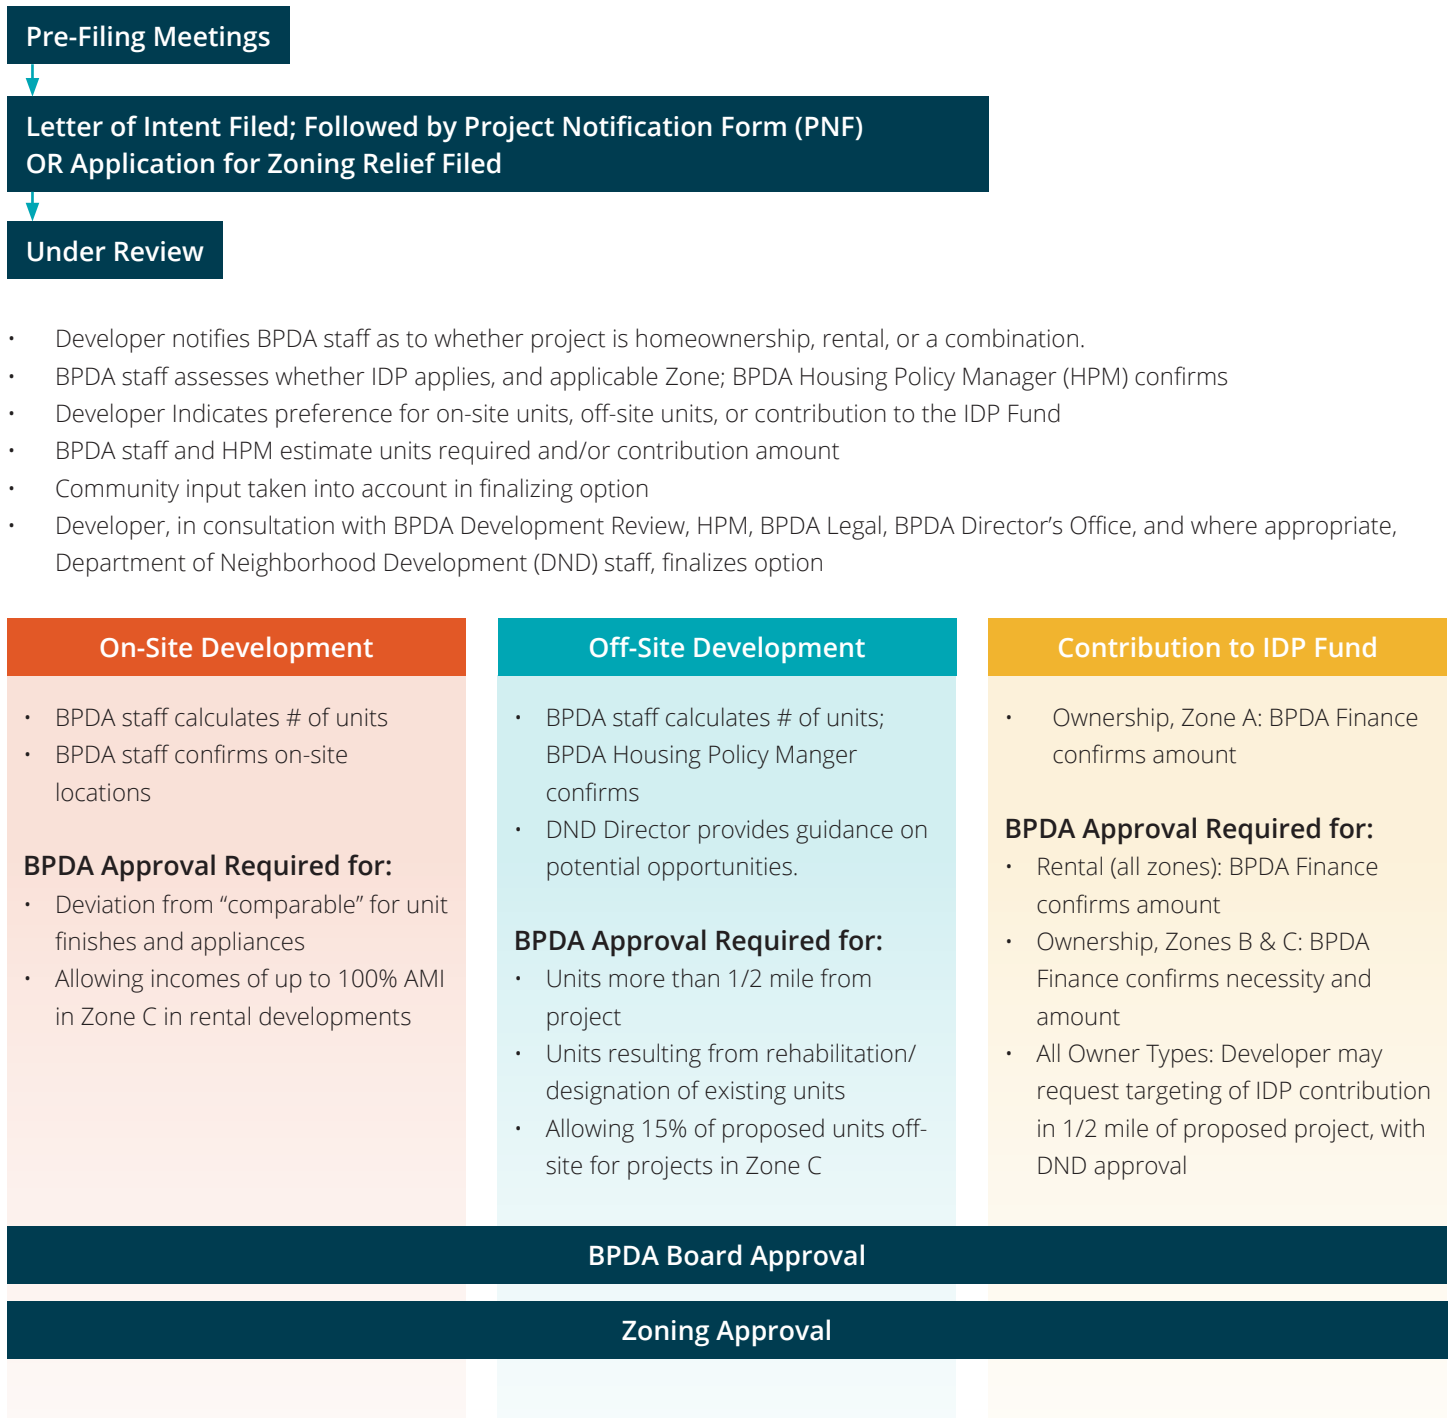 Pre-Filing Meetings
Letter of Intent Filed; Followed by Project Notification Form (PNF)
OR Application for Zoning Relief Filed
Under Review
• Developer notifies BPDA staff as to whether project is homeownership, rental, or a combination.
• BPDA staff assesses whether IDP applies, and applicable Zone; BPDA Housing Policy Manager (HPM) confirms
• Developer Indicates preference for on-site units, off-site units, or contribution to the IDP Fund
• BPDA staff and HPM estimate units required and/or contribution amount
• Community input taken into account in finalizing option
• Developer, in consultation with BPDA Development Review, HPM, BPDA Legal, BPDA Director’s Office, and where appropriate,
Department of Neighborhood Development (DND) staff, finalizes option
On-Site Development
• BPDA staff calculates # of units
• BPDA staff confirms on-site
locations
BPDA Approval Required for:
• Deviation from “comparable” for unit
finishes and appliances
• Allowing incomes of up to 100% AMI
in Zone C in rental developments
Off-Site Development
• BPDA staff calculates # of units;
BPDA Housing Policy Manger
confirms
• DND Director provides guidance on
potential opportunities.
BPDA Approval Required for:
• Units more than 1/2 mile from
project
• Units resulting from rehabilitation/
designation of existing units
• Allowing 15% of proposed units off-
site for projects in Zone C
Contribution to IDP Fund
• Ownership, Zone A: BPDA Finance
confirms amount
BPDA Approval Required for:
• Rental (all zones): BPDA Finance
confirms amount
• Ownership, Zones B & C: BPDA
Finance confirms necessity and
amount
• All Owner Types: Developer may
request targeting of IDP contribution
in 1/2 mile of proposed project, with
DND approval
BPDA Board Approval
Zoning Approval